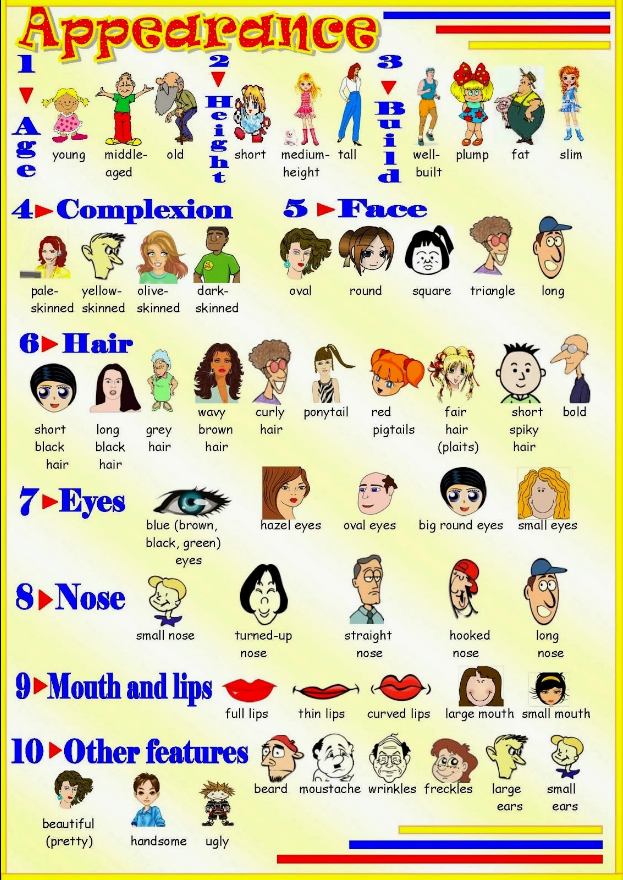 Appearance
1 Age
young
middle-
aged
old
2 Height
short
medium-
height
tall
3 Build
well-
built
plump
fat
slim
4 Complexion
pale-
skinned
yellow-
skinned
olive-
skinned
dark-
skinned
5 Face
oval
round
square
triangle
long
6 Hair
short
black
hair
long
black
hair
grey
hair
wavy
brown
hair
curly
hair
ponytail
red
pigtails
fair
hair
(plaits)
short
spiky
hair
bold
7 Eyes
blue (brown,
black, green)
eyes
hazel eyes
oval eyes
big round eyes
small eyes
8 Nose
small nose
turned-up
nose
straight
nose
hooked
nose
long
nose
9 Mouth and lips
full lips
thin lips
curved lips
large mouth
small mouth
10 Other features
beard
moustache
wrinkles
freckles
large
ears
small
ears
beautiful
(pretty)
handsome
ugly